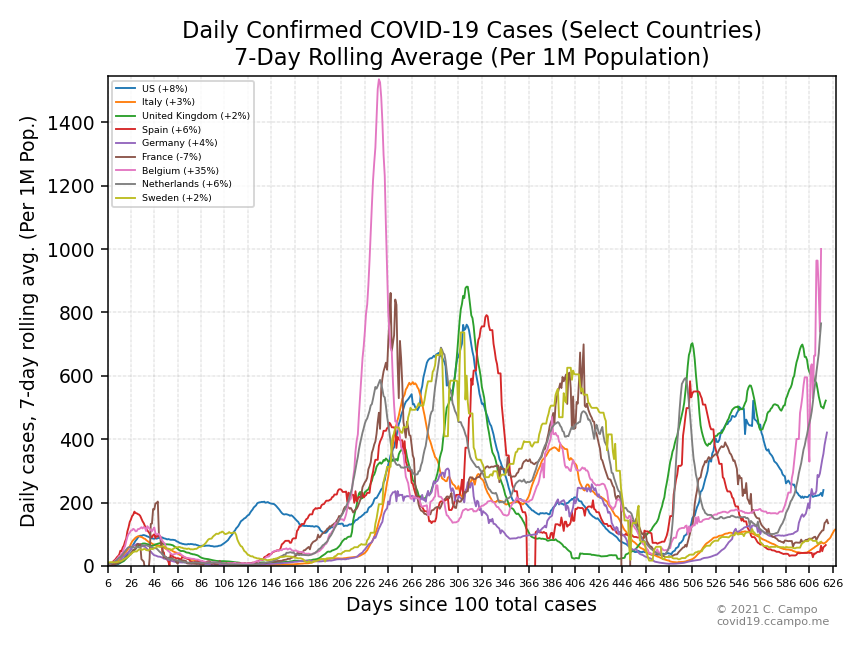 Daily Confirmed COVID-19 Cases (Select Countries)
7-Day Rolling Average (Per 1M Population)
Daily cases, 7-day rolling avg. (Per 1M Pop.)
1400
1200
1000
800
600
400
200
0
US (+8%)
Italy (+3%)
United Kingdom (+2%)
Spain (+6%)
Germany (+4%)
France (-7%)
Belgium (+35%)
Netherlands (+6%)
Sweden (+2%)
6 26 46 66 86 106 126 146 166 186 206 226 246 266 286 306 326 346 366 386 406 426 446 466 486 506 526 546 566 586 606 626
Days since 100 total cases
© 2021 C. Campo
covid19.ccampo.me